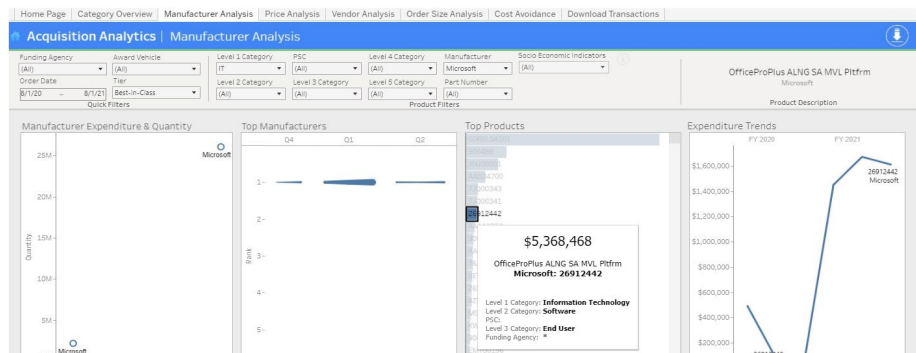 Home Page
Category Overview
Manufacturer Analysis
Price Analysis
Vendor Analysis
Order Size Analysis
Cost Avoidance
Download Transactions
Acquisition Analytics | Manufacturer Analysis
Funding Agency
(All)
Award Vehicle
(All)
Order Date
8/1/20 – 8/1/21
Tier
Best-In-Class
Quick Filters
Level 1 Category
IT
PSC
(All)
Level 4 Category
(All)
Manufacturer
Microsoft
Socio Economic Indicators
(All)
Level 2 Category
(All)
Level 3 Category
(All)
Level 5 Category
(All)
Part Number
(All)
Product Filters
OfficeProPlus ALNG SA MVL Pltfrm
Microsoft
Product Description
Manufacturer Expenditure & Quantity
25M
20M
15M
10M
5M
Quantity
Microsoft
Microsoft
Top Manufacturers
Q4
Q1
Q2
Rank
1
2
3
4
5
Top Products
26912442
$5,368,468
OfficeProPlus ALNG SA MVL Pltfrm
Microsoft: 26912442
Level 1 Category: Information Technology
Level 2 Category: Software
PSC:
Level 3 Category: End User
Funding Agency: *
Expenditure Trends
FY 2020
FY 2021
$1,600,000
$1,400,000
$1,200,000
$1,000,000
$800,000
$600,000
$400,000
$200,000
26912442
Microsoft